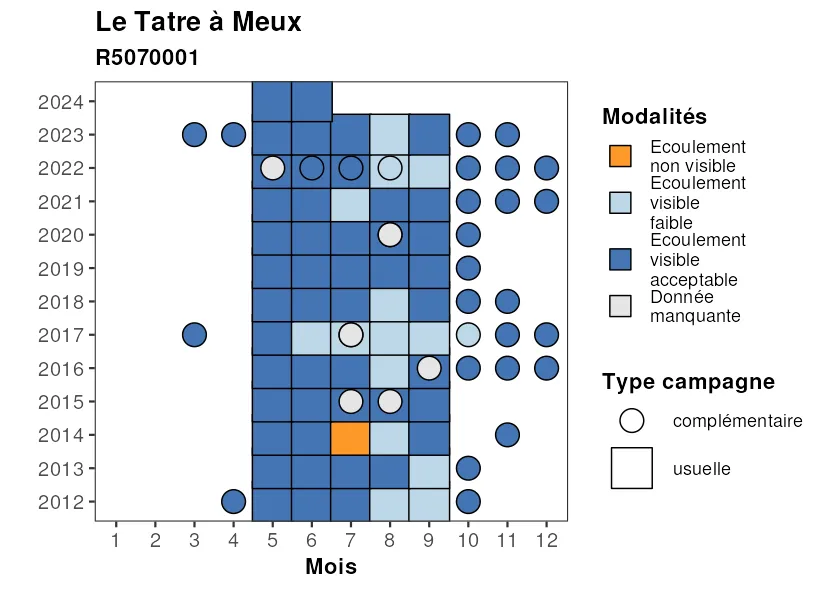 Le Tatre à Meux
R5070001
2024
2023
2022
2021
2020
2019
2018
2017
2016
2015
2014
2013
2012
1 2 3 4 5 6 7 8 9 10 11 12
Mois
Modalités
Ecoulement
non visible
Ecoulement
visible
faible
Ecoulement
visible
acceptable
Donnée
manquante
Type campagne
complémentaire
usuelle